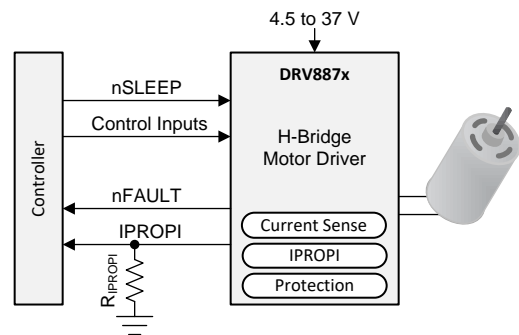 4.5 to 37 V
DRV887x
H-Bridge
Motor Driver
Controller
nSLEEP
Control Inputs
nFAULT
IPROPI
RIPROPI
Current Sense
IPROPI
Protection